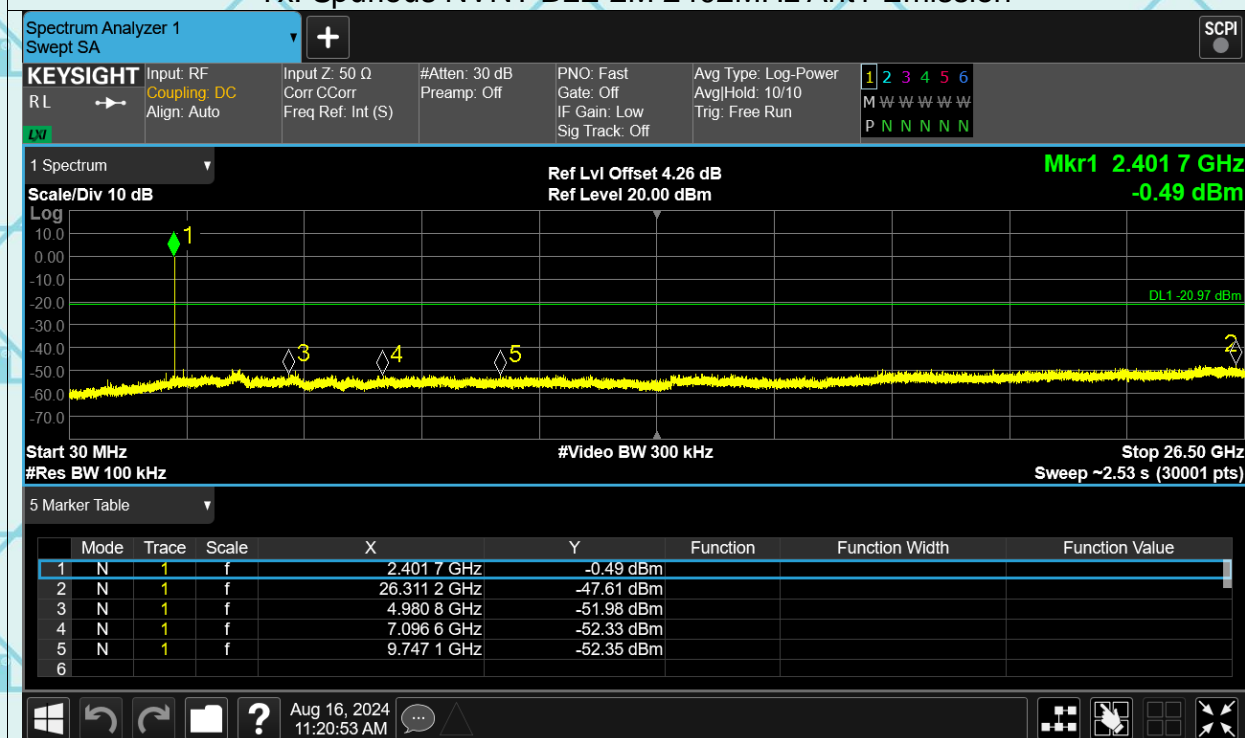 Tx. Spurious NVNT BLE 2M 2402MHz Ant1 Emission
Spectrum Analyzer 1
Swept SA
+
SCPI
KEYSIGHT
RL
LXI
Input: RF
Coupling: DC
Align: Auto
Input Z: 50 Ω
Corr CCorr
Freq Ref: Int (S)
#Atten: 30 dB
Preamp: Off
PNO: Fast
Gate: Off
IF Gain: Low
Sig Track: Off
Avg Type: Log-Power
Avg|Hold: 10/10
Trig: Free Run
1 2 3 4 5 6
M W W W W W
P N N N N N
1 Spectrum
Scale/Div 10 dB
Ref Lvl Offset 4.26 dB
Ref Level 20.00 dBm
Mkr1 2.401 7 GHz
-0.49 dBm
Log
10.0
0.00
-10.0
-20.0
-30.0
-40.0
-50.0
-60.0
-70.0
1
DL1 -20.97 dBm
3
4
5
2
Start 30 MHz
#Res BW 100 kHz
#Video BW 300 kHz
Stop 26.50 GHz
Sweep ~2.53 s (30001 pts)
5 Marker Table
Mode Trace Scale X Y Function Function Width Function Value
1 N 1 f 2.401 7 GHz -0.49 dBm
2 N 1 f 26.311 2 GHz -47.61 dBm
3 N 1 f 4.980 8 GHz -51.98 dBm
4 N 1 f 7.096 6 GHz -52.33 dBm
5 N 1 f 9.747 1 GHz -52.35 dBm
6
?
Aug 16, 2024
11:20:53 AM